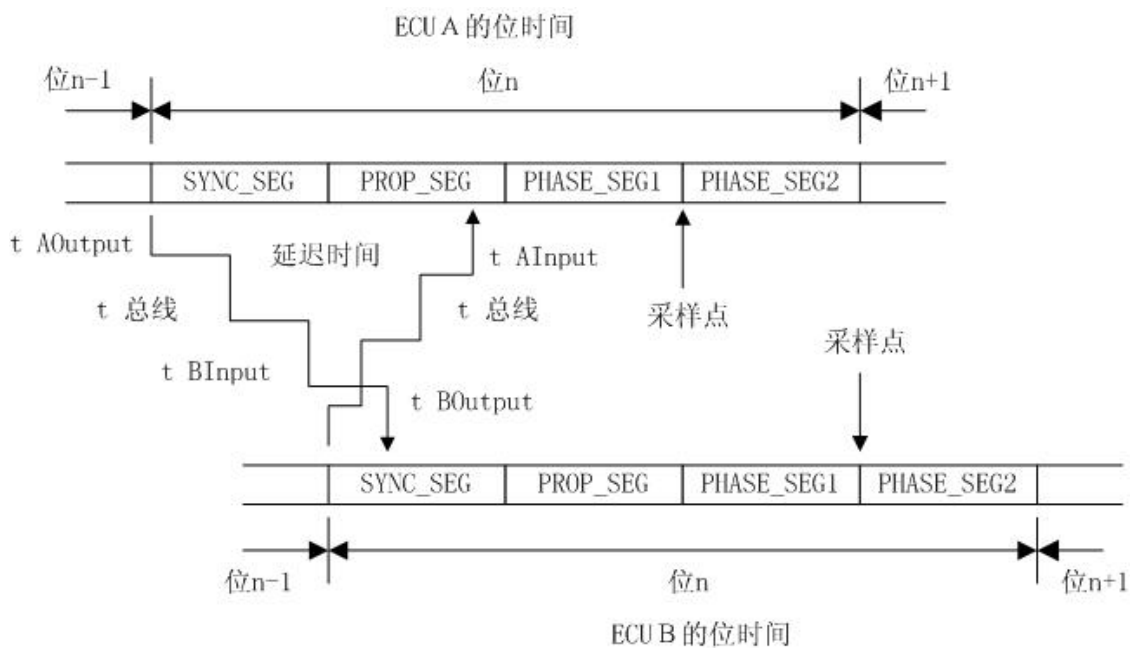 ECU A 的位时间
位n-1
位n
位n+1
SYNC_SEG PROP_SEG PHASE_SEG1 PHASE_SEG2
t AOutput
延迟时间
t AInput
t 总线
t 总线
采样点
采样点
t BInput
t BOutput
SYNC_SEG PROP_SEG PHASE_SEG1 PHASE_SEG2
位n-1
位n
位n+1
ECU B 的位时间